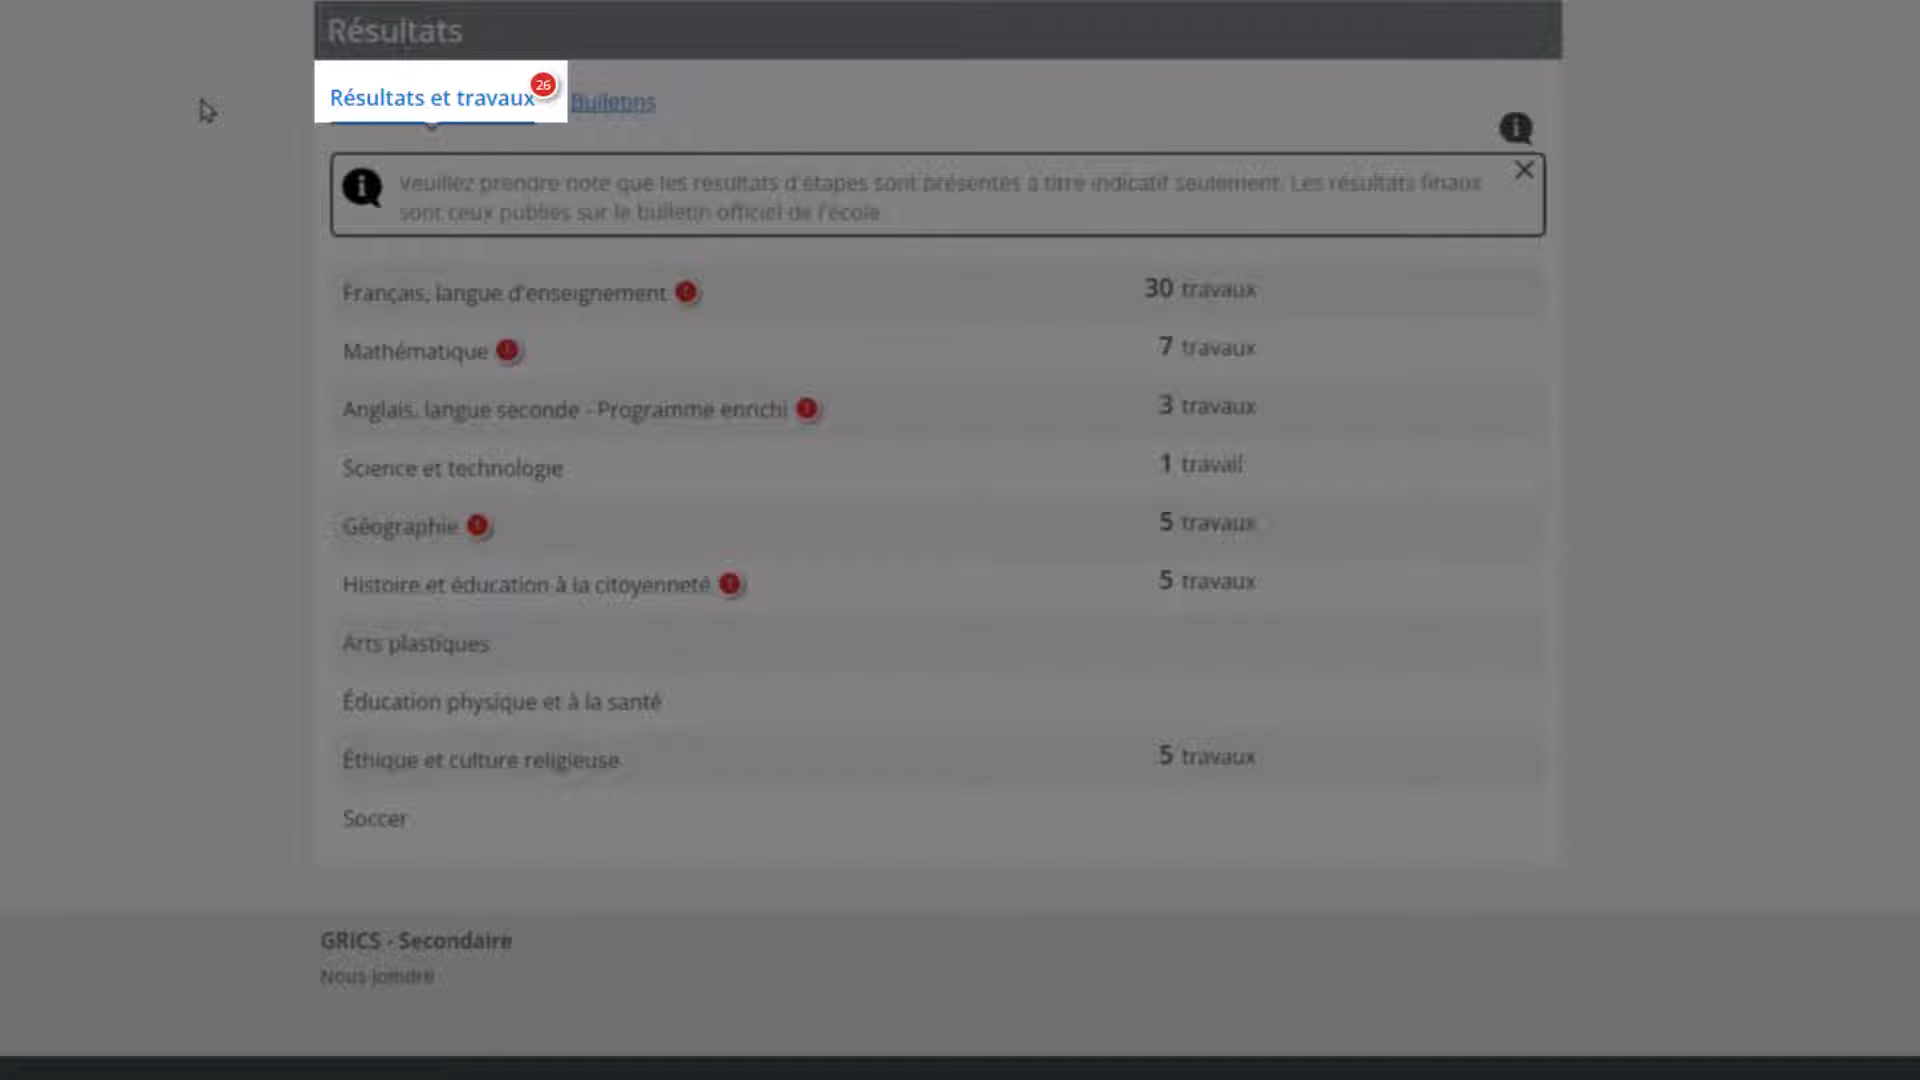 Résultats
Résultats et travaux 26
Bulletins
Veuillez prendre note que les résultats d'étapes sont présentés à titre indicatif seulement. Les résultats finaux
sont ceux publiés sur le bulletin officiel de l'école.
Français, langue d'enseignement ! 30 travaux
Mathématique ! 7 travaux
Anglais, langue seconde - Programme enrichi ! 3 travaux
Science et technologie 1 travail
Géographie ! 5 travaux
Histoire et éducation à la citoyenneté ! 5 travaux
Arts plastiques
Éducation physique et à la santé
Éthique et culture religieuse 5 travaux
Soccer
GRICS - Secondaire
Nous joindre